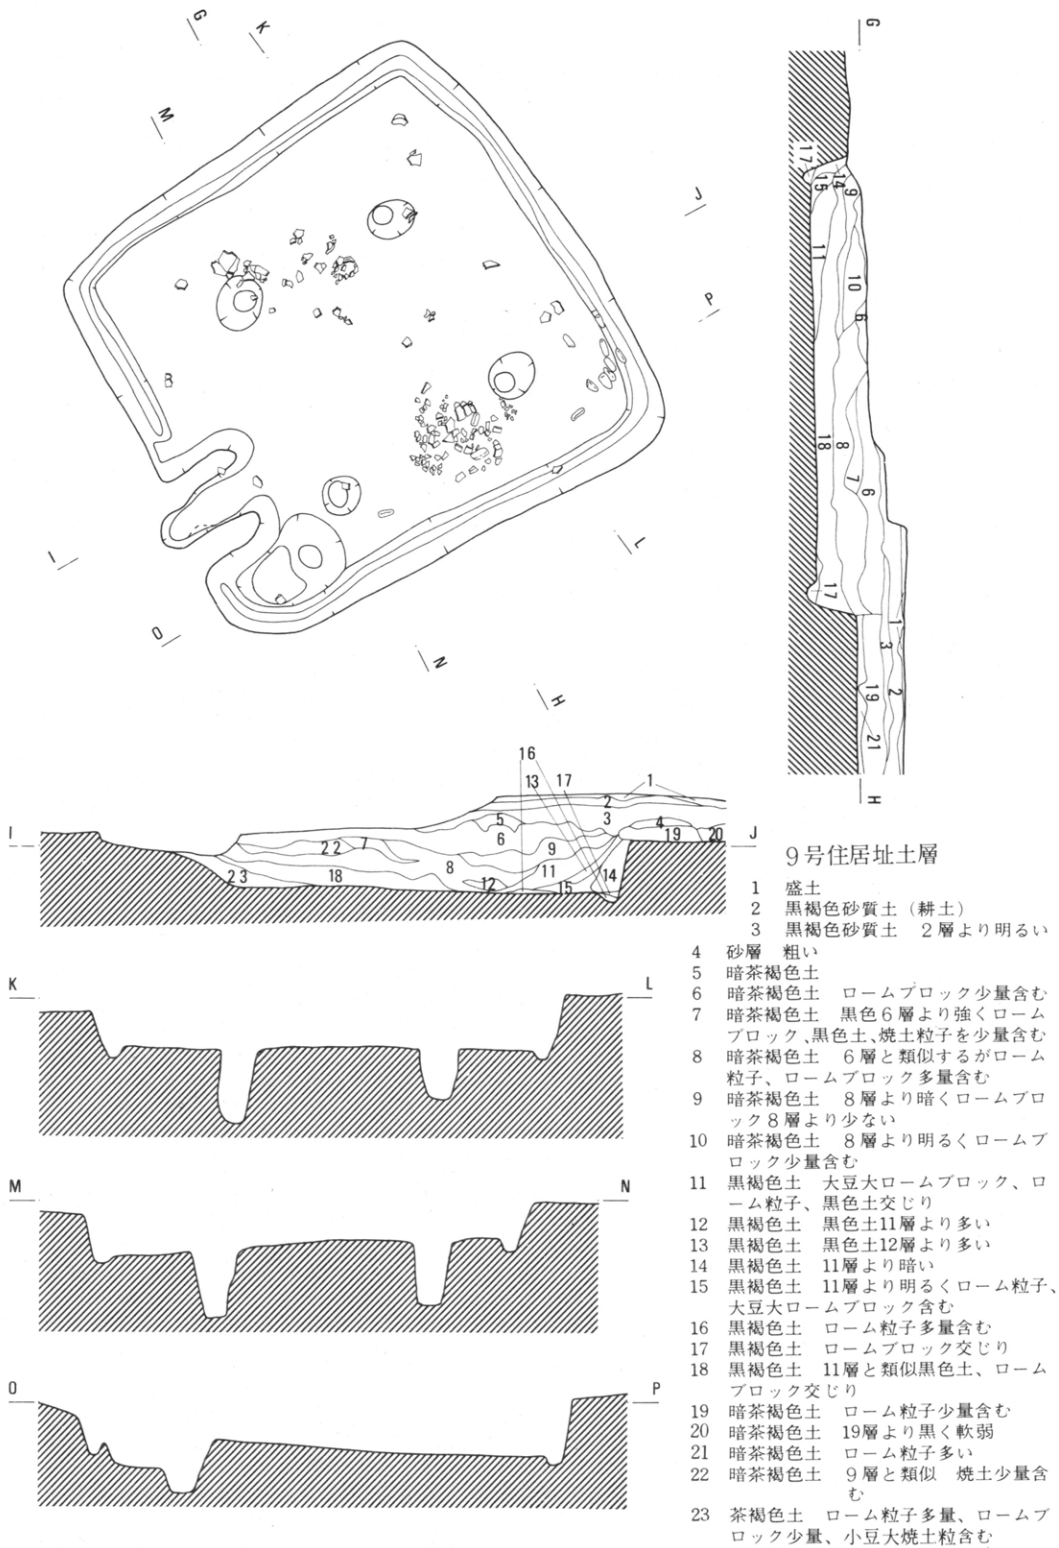 G
K
M
J
P
I
O
L
N
H
G
17
15
14
9
11
10
6
18
8
7
6
17
1
3
2
19
21
H
16
13
17
1
2
3
4
5
6
I
22
7
8
9
19
20
J
23
18
12
11
15
14
K
L
M
N
O
P
9号住居址土層
1 盛土
2 黒褐色砂質土(耕土)
3 黒褐色砂質土 2層より明るい
4 砂層 粗い
5 暗茶褐色土
6 暗茶褐色土 ロームブロック少量含む
7 暗茶褐色土 黒色6層より強くローム
ブロック、黒色土、焼土粒子を少量含む
8 暗茶褐色土 6層と類似するがローム
粒子、ロームブロック多量含む
9 暗茶褐色土 8層より暗くロームブロ
ック8層より少ない
10 暗茶褐色土 8層より明るくロームブ
ロック少量含む
11 黒褐色土 大豆大ロームブロック、ロ
ーム粒子、黒色土交じり
12 黒褐色土 黒色土11層より多い
13 黒褐色土 黒色土12層より多い
14 黒褐色土 11層より暗い
15 黒褐色土 11層より明るくローム粒子、
大豆大ロームブロック含む
16 黒褐色土 ローム粒子多量含む
17 黒褐色土 ロームブロック交じり
18 黒褐色土 11層と類似黒色土、ローム
ブロック交じり
19 暗茶褐色土 ローム粒子少量含む
20 暗茶褐色土 19層より黒く軟弱
21 暗茶褐色土 ローム粒子多い
22 暗茶褐色土 9層と類似 焼土少量含
む
23 茶褐色土 ローム粒子多量、ロームブ
ロック少量、小豆大焼土粒含む